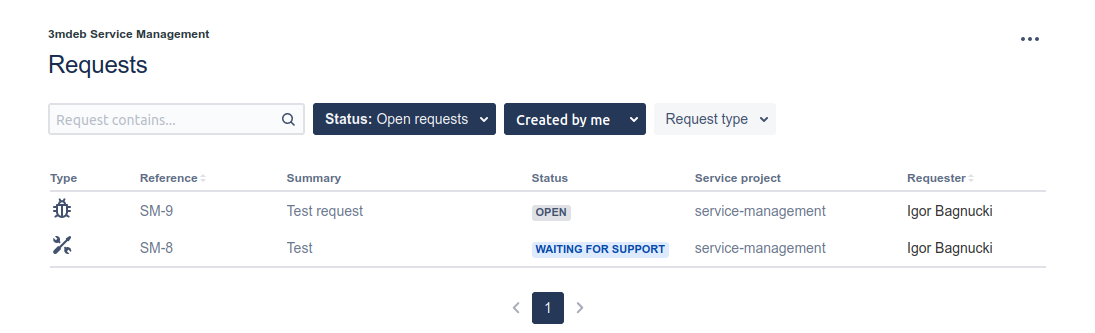 3mdeb Service Management
Requests
Request contains...
Status: Open requests
Created by me
Request type
Type Reference Summary Status Service project Requester
SM-9 Test request OPEN service-management Igor Bagnucki
SM-8 Test WAITING FOR SUPPORT service-management Igor Bagnucki
1